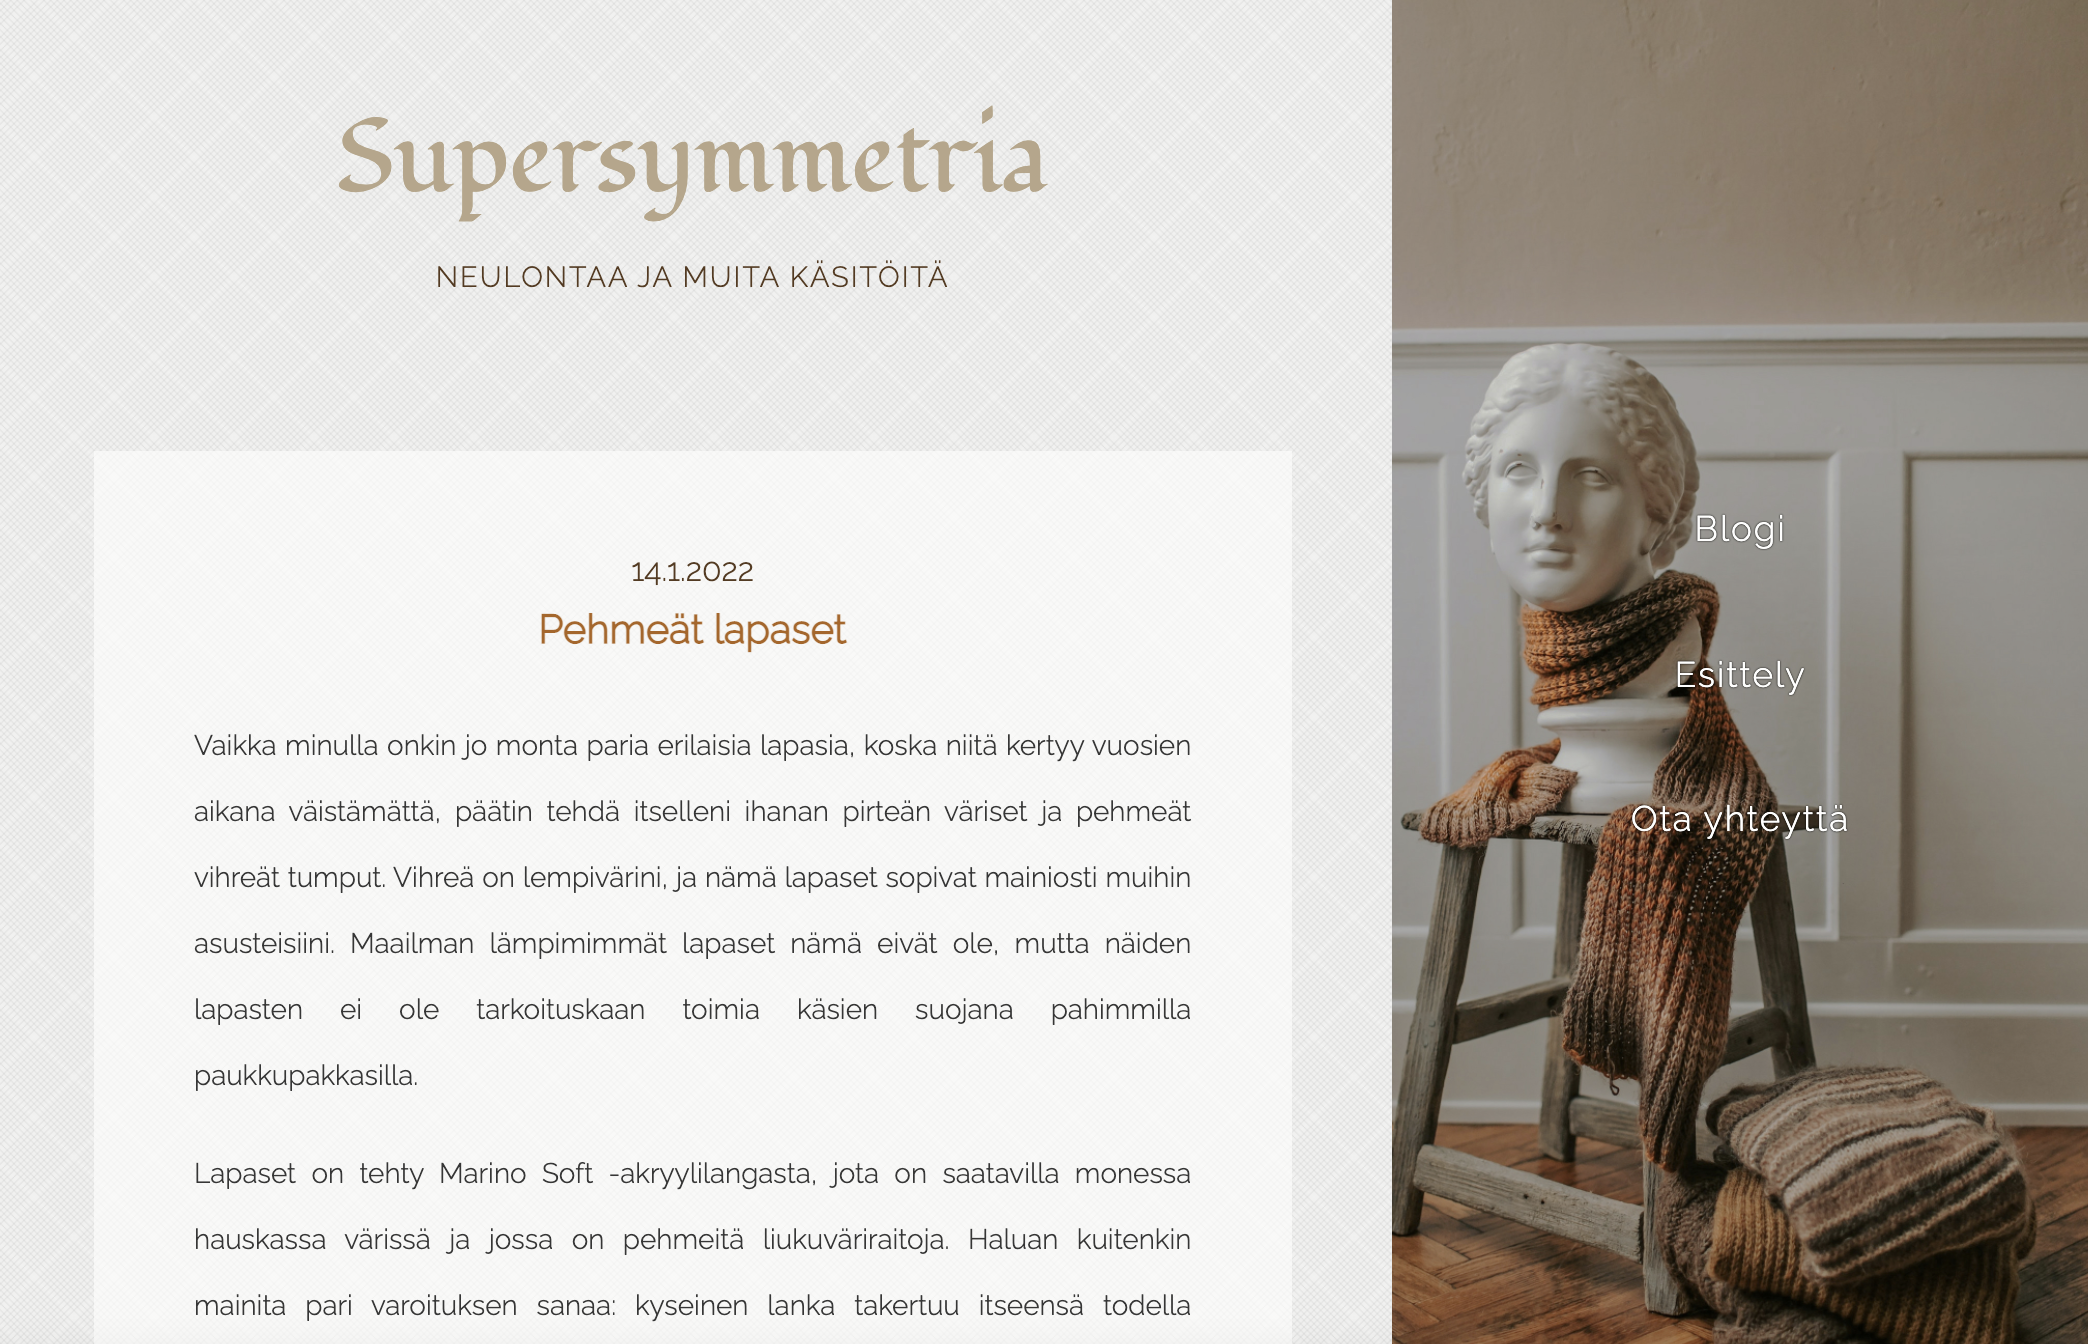 Supersymmetria
NEULONTAA JA MUITA KÄSITÖITÄ
14.1.2022
Pehmeät lapaset
Vaikka minulla onkin jo monta paria erilaisia lapasia, koska niitä kertyy vuosien
aikana väistämättä, päätin tehdä itselleni ihanan pirteän väriset ja pehmeät
vihreät tumput. Vihreä on lempivärini, ja nämä lapaset sopivat mainiosti muihin
asusteisiini. Maailman lämpimimmät lapaset nämä eivät ole, mutta näiden
lapasten ei ole tarkoituskaan toimia käsien suojana pahimmilla
paukkupakkasilla.
Lapaset on tehty Marino Soft -akryylilangasta, jota on saatavilla monessa
hauskassa värissä ja jossa on pehmeitä liukuväriraitoja. Haluan kuitenkin
mainita pari varoituksen sanaa: kyseinen lanka takertuu itseensä todella
Blogi
Esittely
Ota yhteyttä